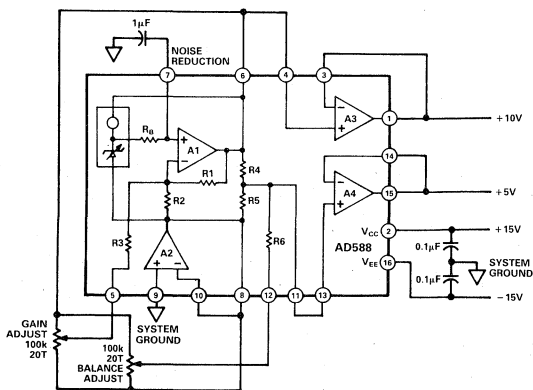 1µF
NOISE
REDUCTION
7
6
4
3
RB
A1
R1
R4
R5
R2
R3
A2
R6
A3
1
+10V
14
A4
15
+5V
VCC
2
+15V
AD588
0.1µF
0.1µF
SYSTEM
GROUND
VEE
16
−15V
5
9
10
8
12
11
13
SYSTEM
GROUND
GAIN
ADJUST
100k
20T
100k
20T
BALANCE
ADJUST